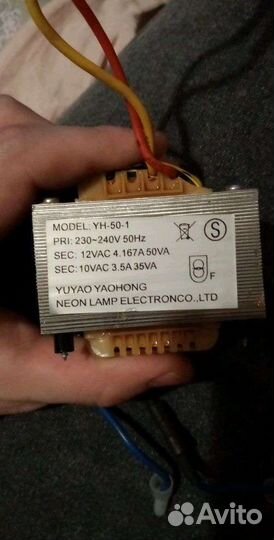 MODEL: YH-50-1
PRI: 230~240V 50Hz
SEC: 12VAC 4.167A 50VA
SEC: 10VAC 3.5A 35VA
S
F
YUYAO YAOHONG
NEON LAMP ELECTRONCO.,LTD
Avito